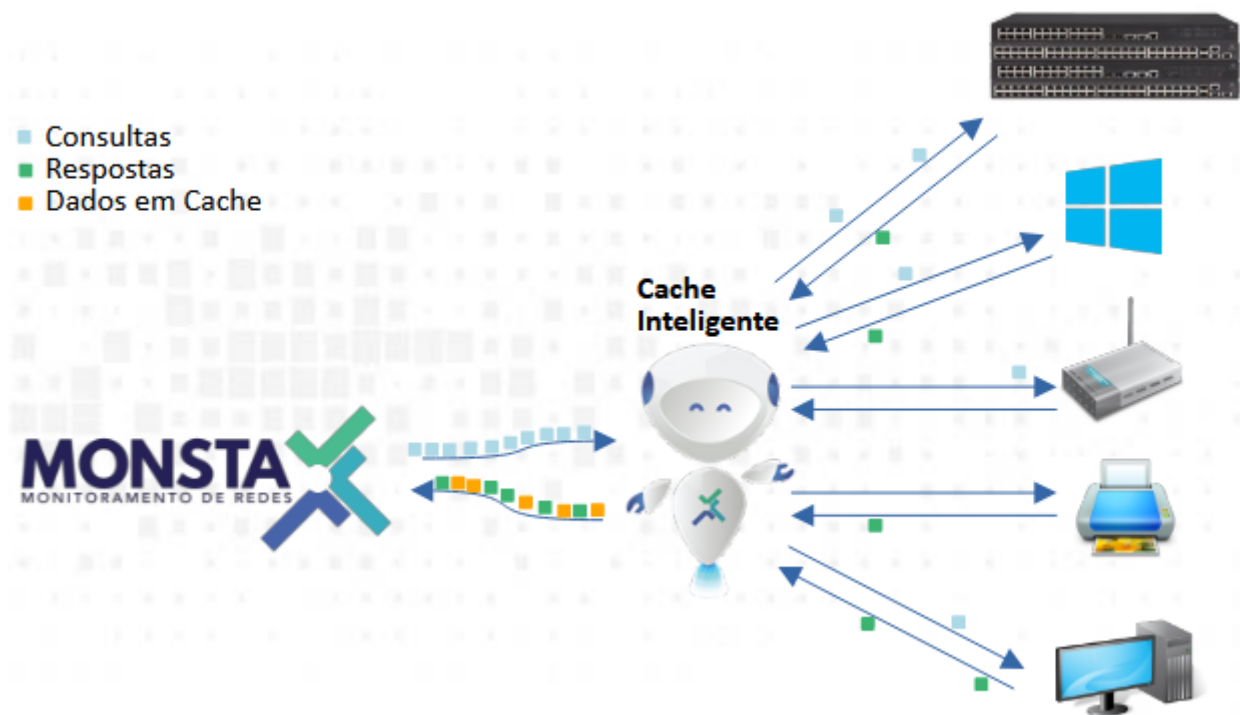 Consultas
Respostas
Dados em Cache
Cache
Inteligente
MONSTA
MONITORAMENTO DE REDES